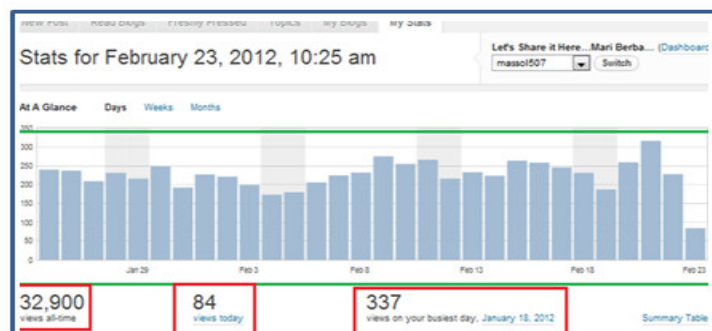 New Post Read Blogs Freshly Pressed Topics My Blogs My Stats
Stats for February 23, 2012, 10:25 am
Let's Share it Here...Mari Berba... (Dashboard
massol507 Switch
At A Glance Days Weeks Months
350
300
250
200
150
100
50
0
Jan 29 Feb 3 Feb 8 Feb 13 Feb 18 Feb 23
32,900 84 337
views all-time views today views on your busiest day, January 18, 2012 Summary Table